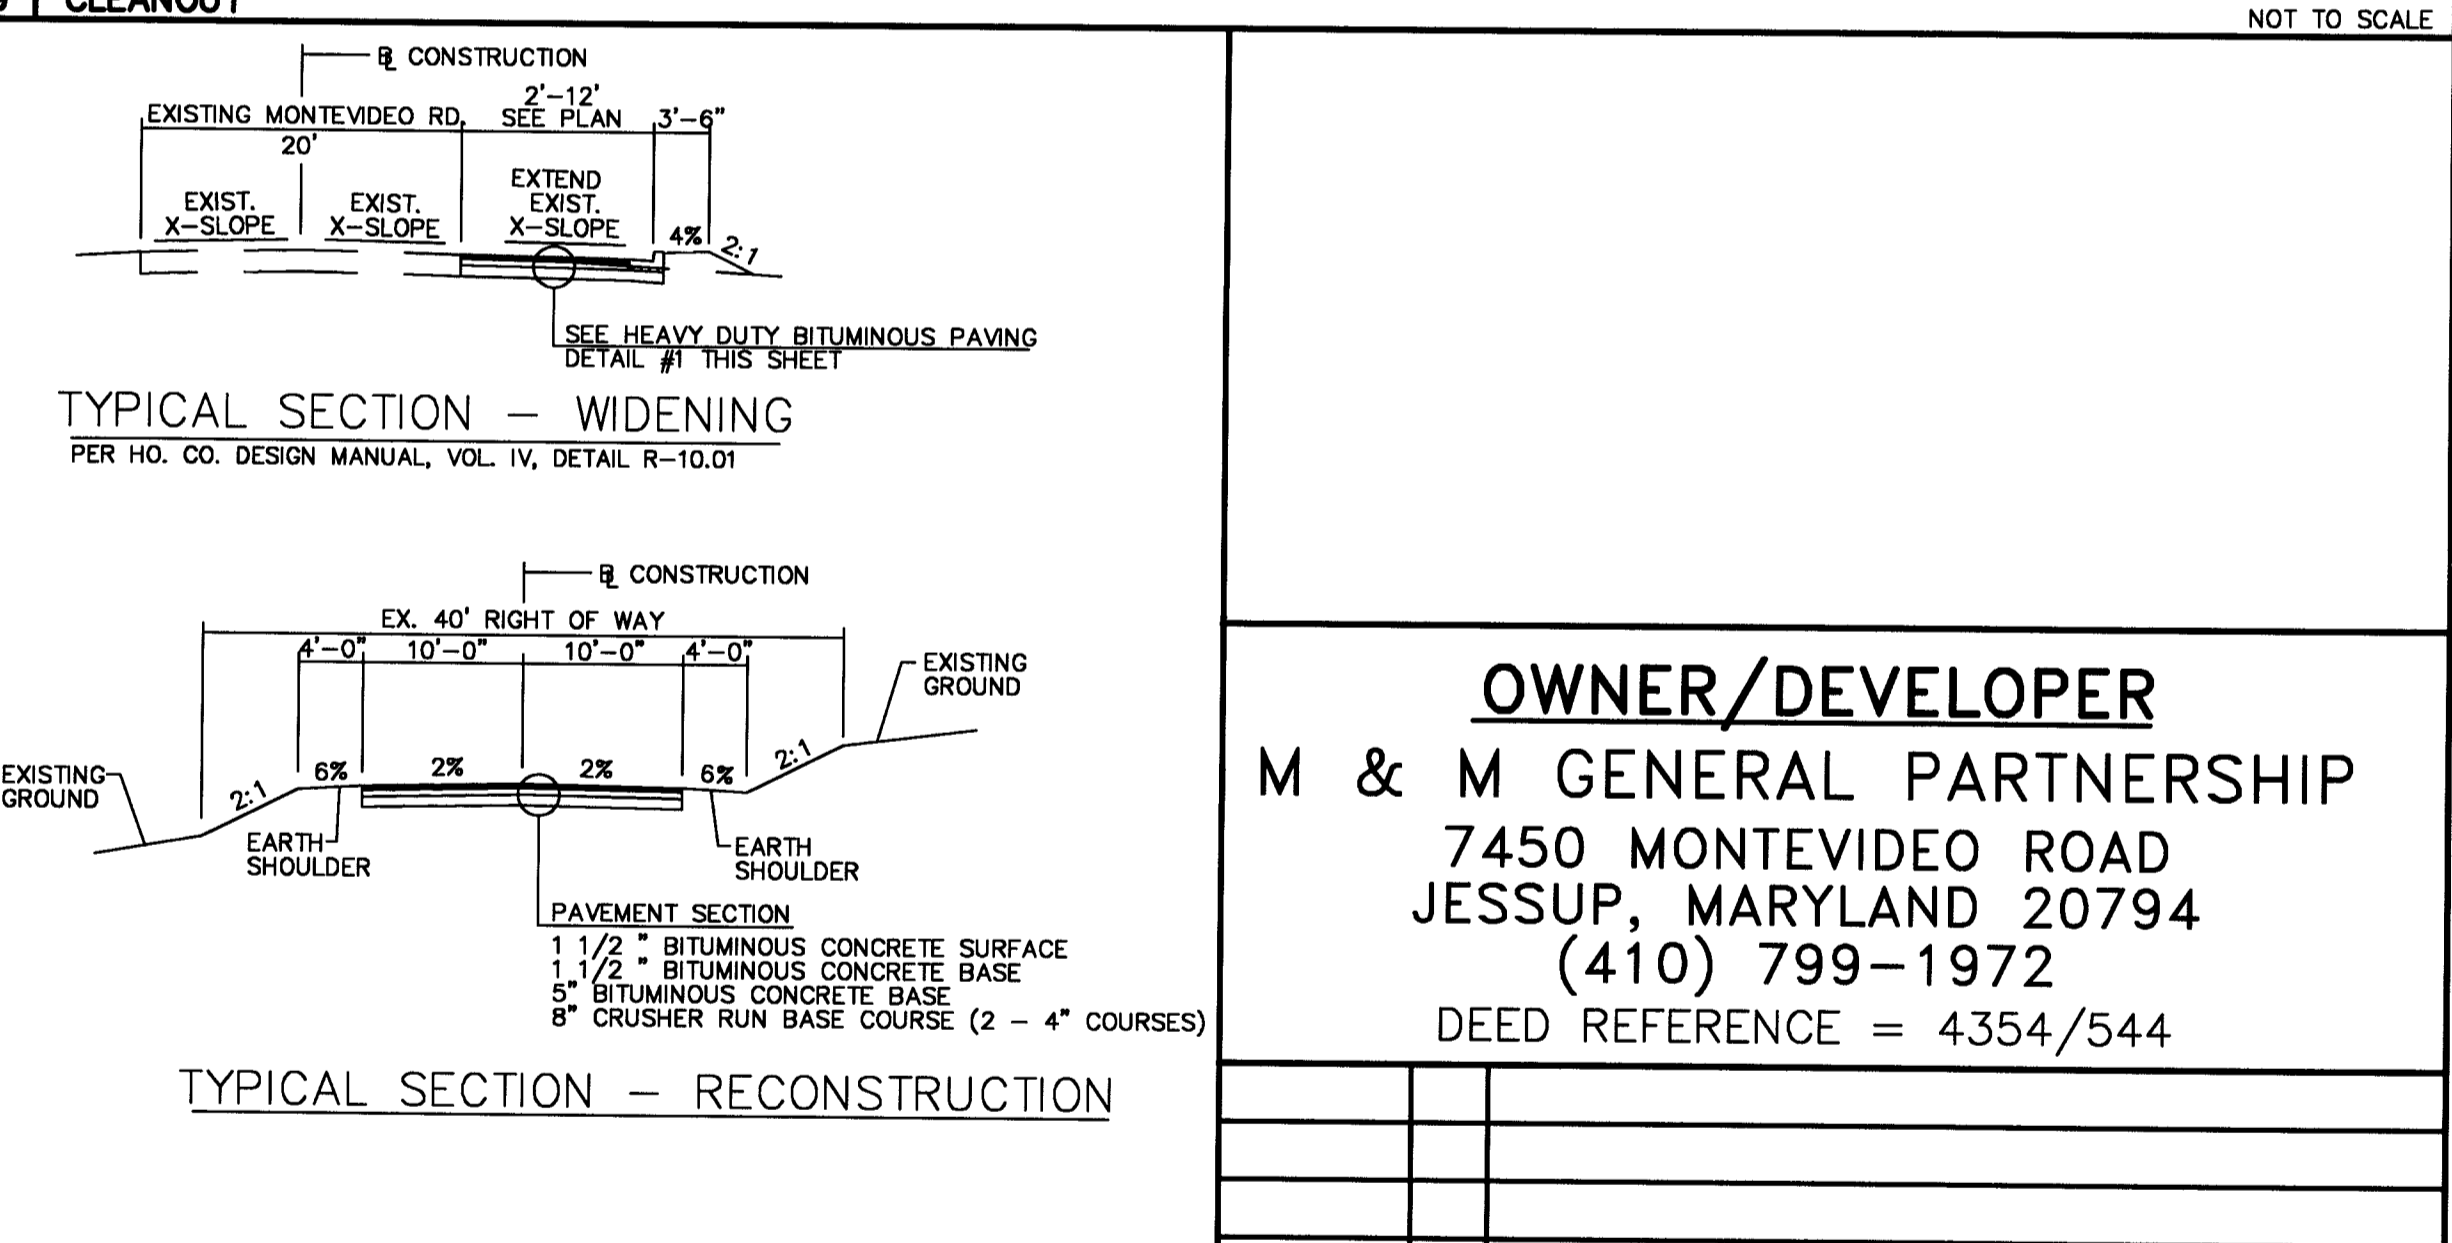 CLEANOUT
NOT TO SCALE
BL CONSTRUCTION
EXISTING MONTEVIDEO RD.
2'-12'
SEE PLAN
3'-6"
20'
EXIST.
X-SLOPE
EXIST.
X-SLOPE
EXTEND
EXIST.
X-SLOPE
4%
2:1
SEE HEAVY DUTY BITUMINOUS PAVING
DETAIL #1 THIS SHEET
TYPICAL SECTION - WIDENING
PER HO. CO. DESIGN MANUAL, VOL. IV, DETAIL R-10.01
BL CONSTRUCTION
EX. 40' RIGHT OF WAY
4'-0" 10'-0" 10'-0" 4'-0"
EXISTING
GROUND
EXISTING
GROUND
2:1
6%
2%
2%
6%
2:1
EARTH
SHOULDER
EARTH
SHOULDER
PAVEMENT SECTION
1 1/2 " BITUMINOUS CONCRETE SURFACE
1 1/2 " BITUMINOUS CONCRETE BASE
5" BITUMINOUS CONCRETE BASE
8" CRUSHER RUN BASE COURSE (2 - 4" COURSES)
TYPICAL SECTION - RECONSTRUCTION
OWNER/DEVELOPER
M & M GENERAL PARTNERSHIP
7450 MONTEVIDEO ROAD
JESSUP, MARYLAND 20794
(410) 799-1972
DEED REFERENCE = 4354/544